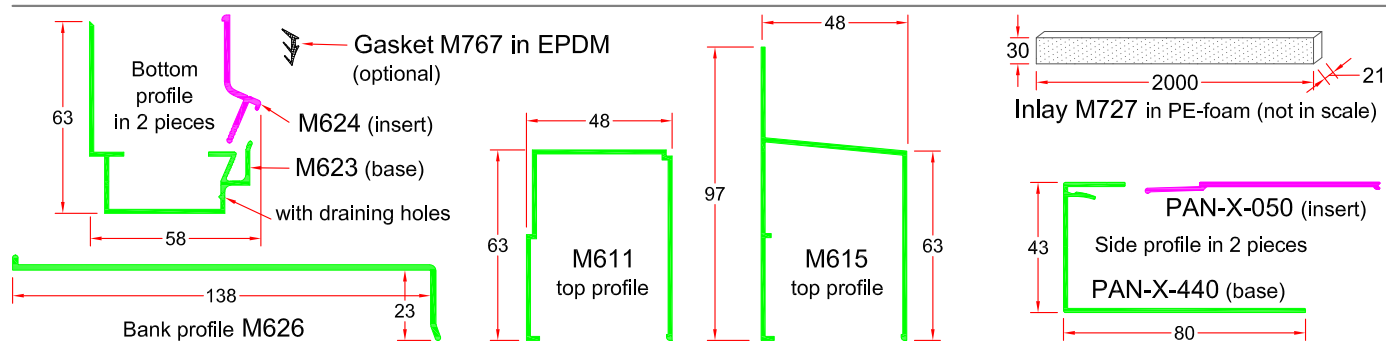 63
Bottom
profile
in 2 pieces
Gasket M767 in EPDM
(optional)
M624 (insert)
M623 (base)
with draining holes
58
138
23
Bank profile M626
48
63
M611
top profile
48
97
63
M615
top profile
30
2000
21
Inlay M727 in PE-foam (not in scale)
43
PAN-X-050 (insert)
Side profile in 2 pieces
PAN-X-440 (base)
80